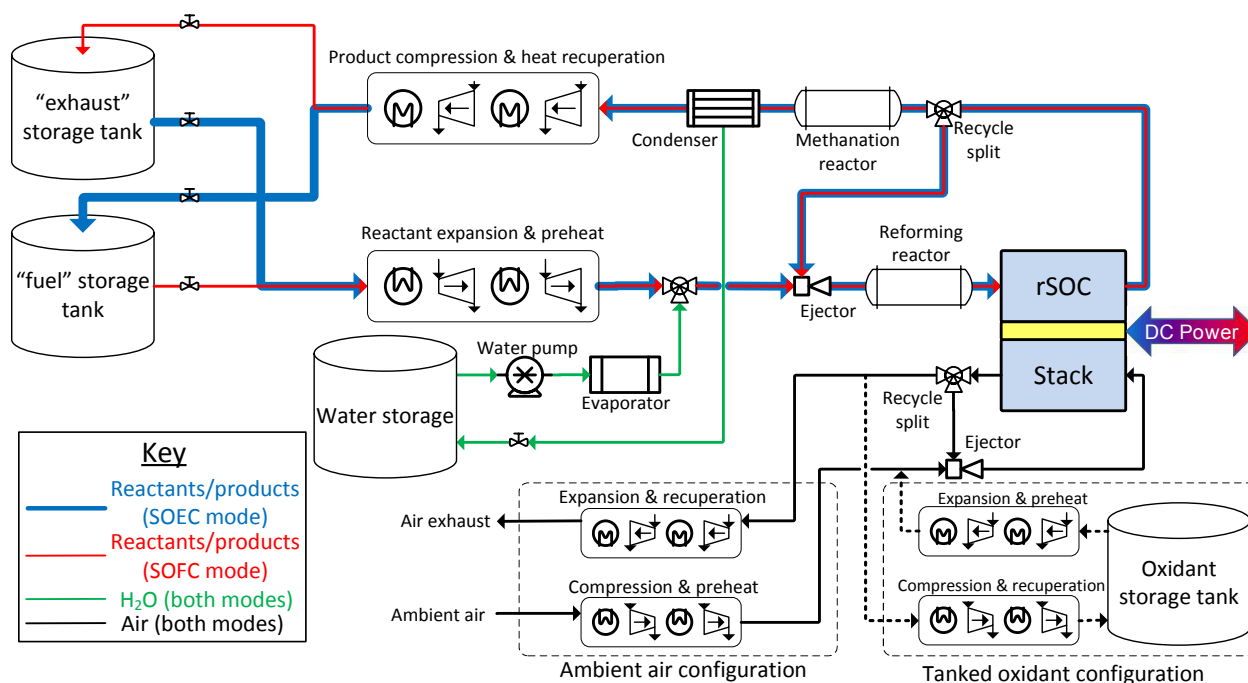 “exhaust”
storage tank
Product compression & heat recuperation
Condenser
Methanation
reactor
Recycle
split
“fuel” storage
tank
Reactant expansion & preheat
Ejector
Reforming
reactor
rSOC
Stack
DC Power
Water storage
Water pump
Evaporator
Recycle
split
Ejector
Key
Reactants/products
(SOEC mode)
Reactants/products
(SOFC mode)
H₂O (both modes)
Air (both modes)
Air exhaust
Expansion & recuperation
Ambient air
Compression & preheat
Ambient air configuration
Expansion & preheat
Compression & recuperation
Oxidant
storage tank
Tanked oxidant configuration